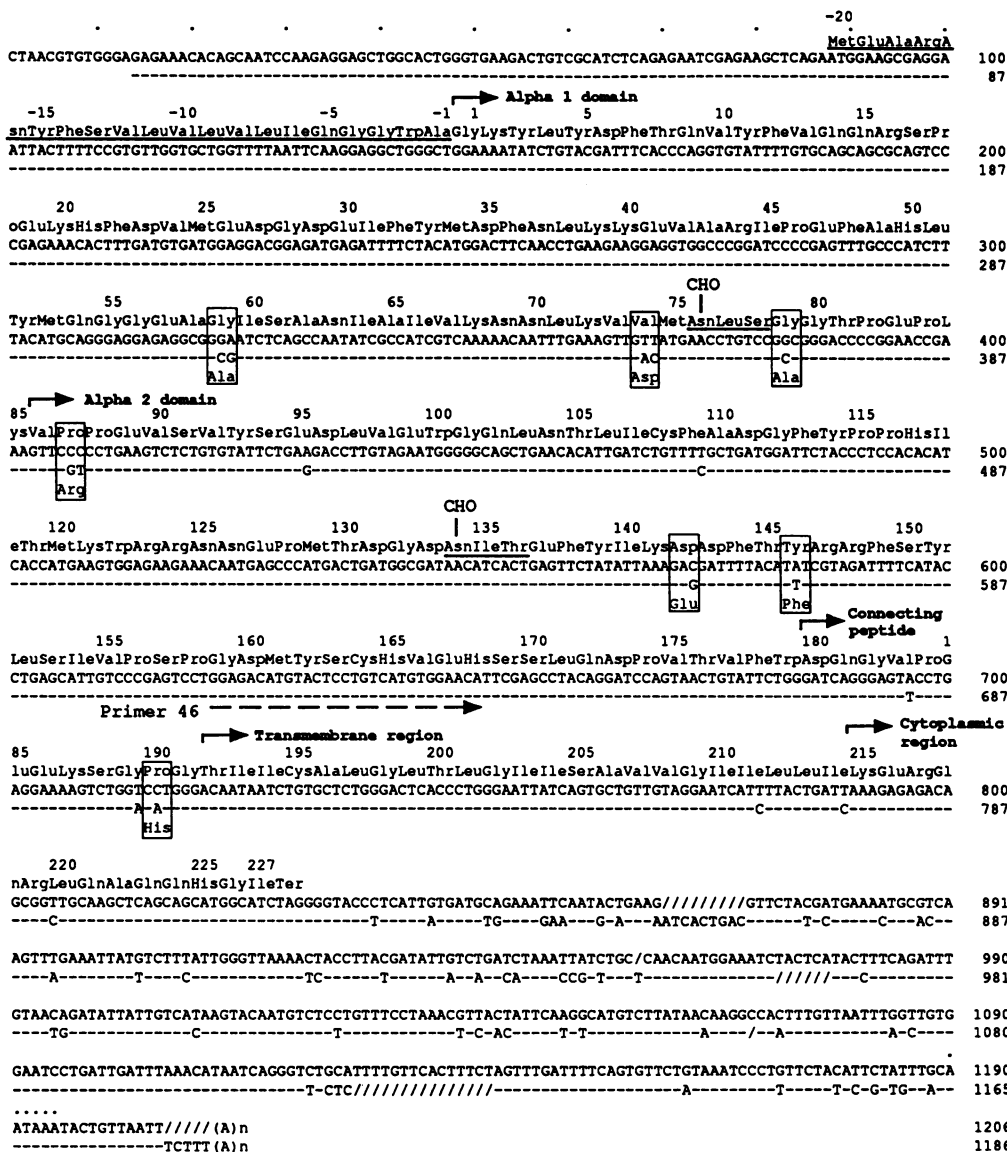 -20
MetGluAlaArgA
CTAACGTGTGGGAGAGAAACACAGCAATCCAAGAGGAGCTGGCACTGGGTGAAGACTGTCGCATCTCAGAGAATCGAGAAGCTCAGAATGGAAGCGAGGA 100
87
-15 -10 -5 -1 1 Alpha 1 domain 5 10 15
snTyrPheSerValLeuValLeuValLeuIleGlnGlyGlyTrpAlaGlyLysTyrLeuTyrAspPheThrGlnValTyrPheValGlnGlnArgSerPr
ATTACTTTTCCGTGTTGGTGCTGGTTTTAATTCAAGGAGGCTGGGCTGGAAAATATCTGTACGATTTCACCCAGGTGTATTTTGTGCAGCAGCGCAGTCC 200
187
20 25 30 35 40 45 50
oGluLysHisPheAspValMetGluAspGlyAspGluIlePheTyrMetAspPheAsnLeuLysLysGluValAlaArgIleProGluPheAlaHisLeu
CGAGAAACACTTTGATGTGATGGAGGACGGAGATGAGATTTTCTACATGGACTTCAACCTGAAGAAGGAGGTGGCCCGGATCCCCGAGTTTGCCCATCTT 300
287
CHO
55 60 65 70 75 80
TyrMetGlnGlyGlyGluAlaGlyIleSerAlaAsnIleAlaIleValLysAsnAsnLeuLysValValMetAsnLeuSerGlyGlyThrProGluProL
TACATGCAGGGAGGAGAGGCGGGAATCTCAGCCAATATCGCCATCGTCAAAAACAATTTGAAAGTTGTTATGAACCTGTCCGGCGGGACCCCGGAACCGA 400
CG AC C 387
Ala Asp Ala
85 Alpha 2 domain 90 95 100 105 110 115
ysValProProGluValSerValTyrSerGluAspLeuValGluTrpGlyGlnLeuAsnThrLeuIleCysPheAlaAspGlyPheTyrProProHisIl
AAGTTCCCCCTGAAGTCTCTGTGTATTCTGAAGACCTTGTAGAATGGGGGCAGCTGAACACATTGATCTGTTTTGCTGATGGATTCTACCCTCCACACAT 500
GT G C 487
Arg
CHO
120 125 130 135 140 145 150
eThrMetLysTrpArgArgAsnAsnGluProMetThrAspGlyAspAsnIleThrGluPheTyrIleLysAspAspPheThrTyrArgArgPheSerTyr
CACCATGAAGTGGAGAAGAAACAATGAGCCCATGACTGATGGCGATAACATCACTGAGTTCTATATTAAAGACGATTTTACATATCGTAGATTTTCATAC 600
G T 587
Glu Phe
Connecting peptide
155 160 165 170 175 180 1
LeuSerIleValProSerProGlyAspMetTyrSerCysHisValGluHisSerSerLeuGlnAspProValThrValPheTrpAspGlnGlyValProG
CTGAGCATTGTCCCGAGTCCTGGAGACATGTACTCCTGTCATGTGGAACATTCGAGCCTACAGGATCCAGTAACTGTATTCTGGGATCAGGGAGTACCTG 700
T 687
Primer 46
Cytoplasmic region
85 190 Transmembrane region 195 200 205 210 215
luGluLysSerGlyProGlyThrIleIleCysAlaLeuGlyLeuThrLeuGlyIleIleSerAlaValValGlyIleIleLeuLeuIleLysGluArgGl
AGGAAAAGTCTGGTCCTGGGACAATAATCTGTGCTCTGGGACTCACCCTGGGAATTATCAGTGCTGTTGTAGGAATCATTTTACTGATTAAAGAGAGACA 800
A A C C 787
His
220 225 227
nArgLeuGlnAlaGlnGlnHisGlyIleTer
GCGGTTGCAAGCTCAGCAGCATGGCATCTAGGGGTACCCTCATTGTGATGCAGAAATTCAATACTGAAG/////////GTTCTACGATGAAAATGCGTCA 891
C T A TG GAA G-A AATCACTGAC T-C C AC 887
AGTTTGAAATTATGTCTTTATTGGGTTAAAACTACCTTACGATATTGTCTGATCTAAATTATCTGC/CAACAATGGAAATCTACTCATACTTTCAGATTT 990
A T C TC T A A CA CCG-T T ////// C 981
GTAACAGATATTATTGTCATAAGTACAATGTCTCCTGTTTCCTAAACGTTACTATTCAAGGCATGTCTTATAACAAGGCCACTTTGTTAATTTGGTTGTG 1090
TG C T T-C AC T-T A / A A-C 1080
GAATCCTGATTGATTTAAACATAATCAGGGTCTGCATTTTGTTCACTTTCTAGTTTGATTTTCAGTGTTCTGTAAATCCCTGTTCTACATTCTATTTGCA 1190
T-CTC/////////////// A T T-C-G-TG A 1165
ATAAATACTGTTAATT/////(A)n 1206
TCTTT(A)n 1186